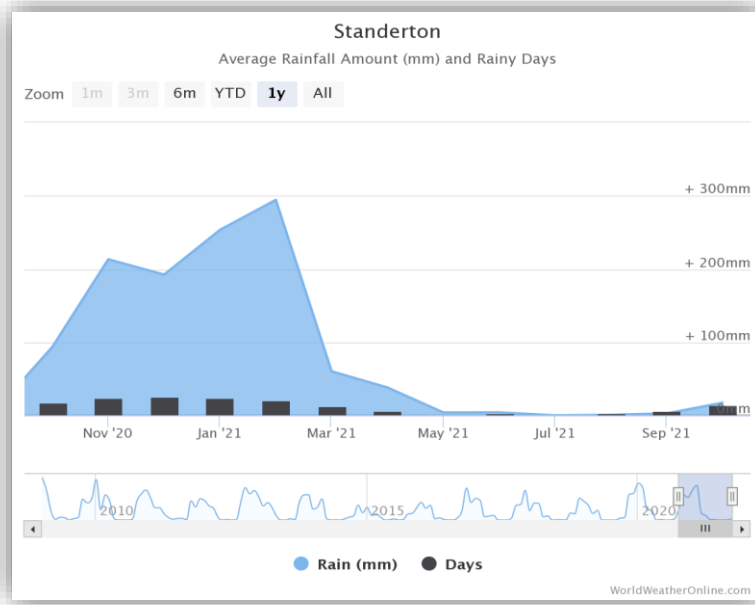 Standerton
Average Rainfall Amount (mm) and Rainy Days
Zoom 1m 3m 6m YTD 1y All
+ 300mm
+ 200mm
+ 100mm
0mm
Nov '20 Jan '21 Mar '21 May '21 Jul '21 Sep '21
2010 2015 2020
Rain (mm) Days
WorldWeatherOnline.com